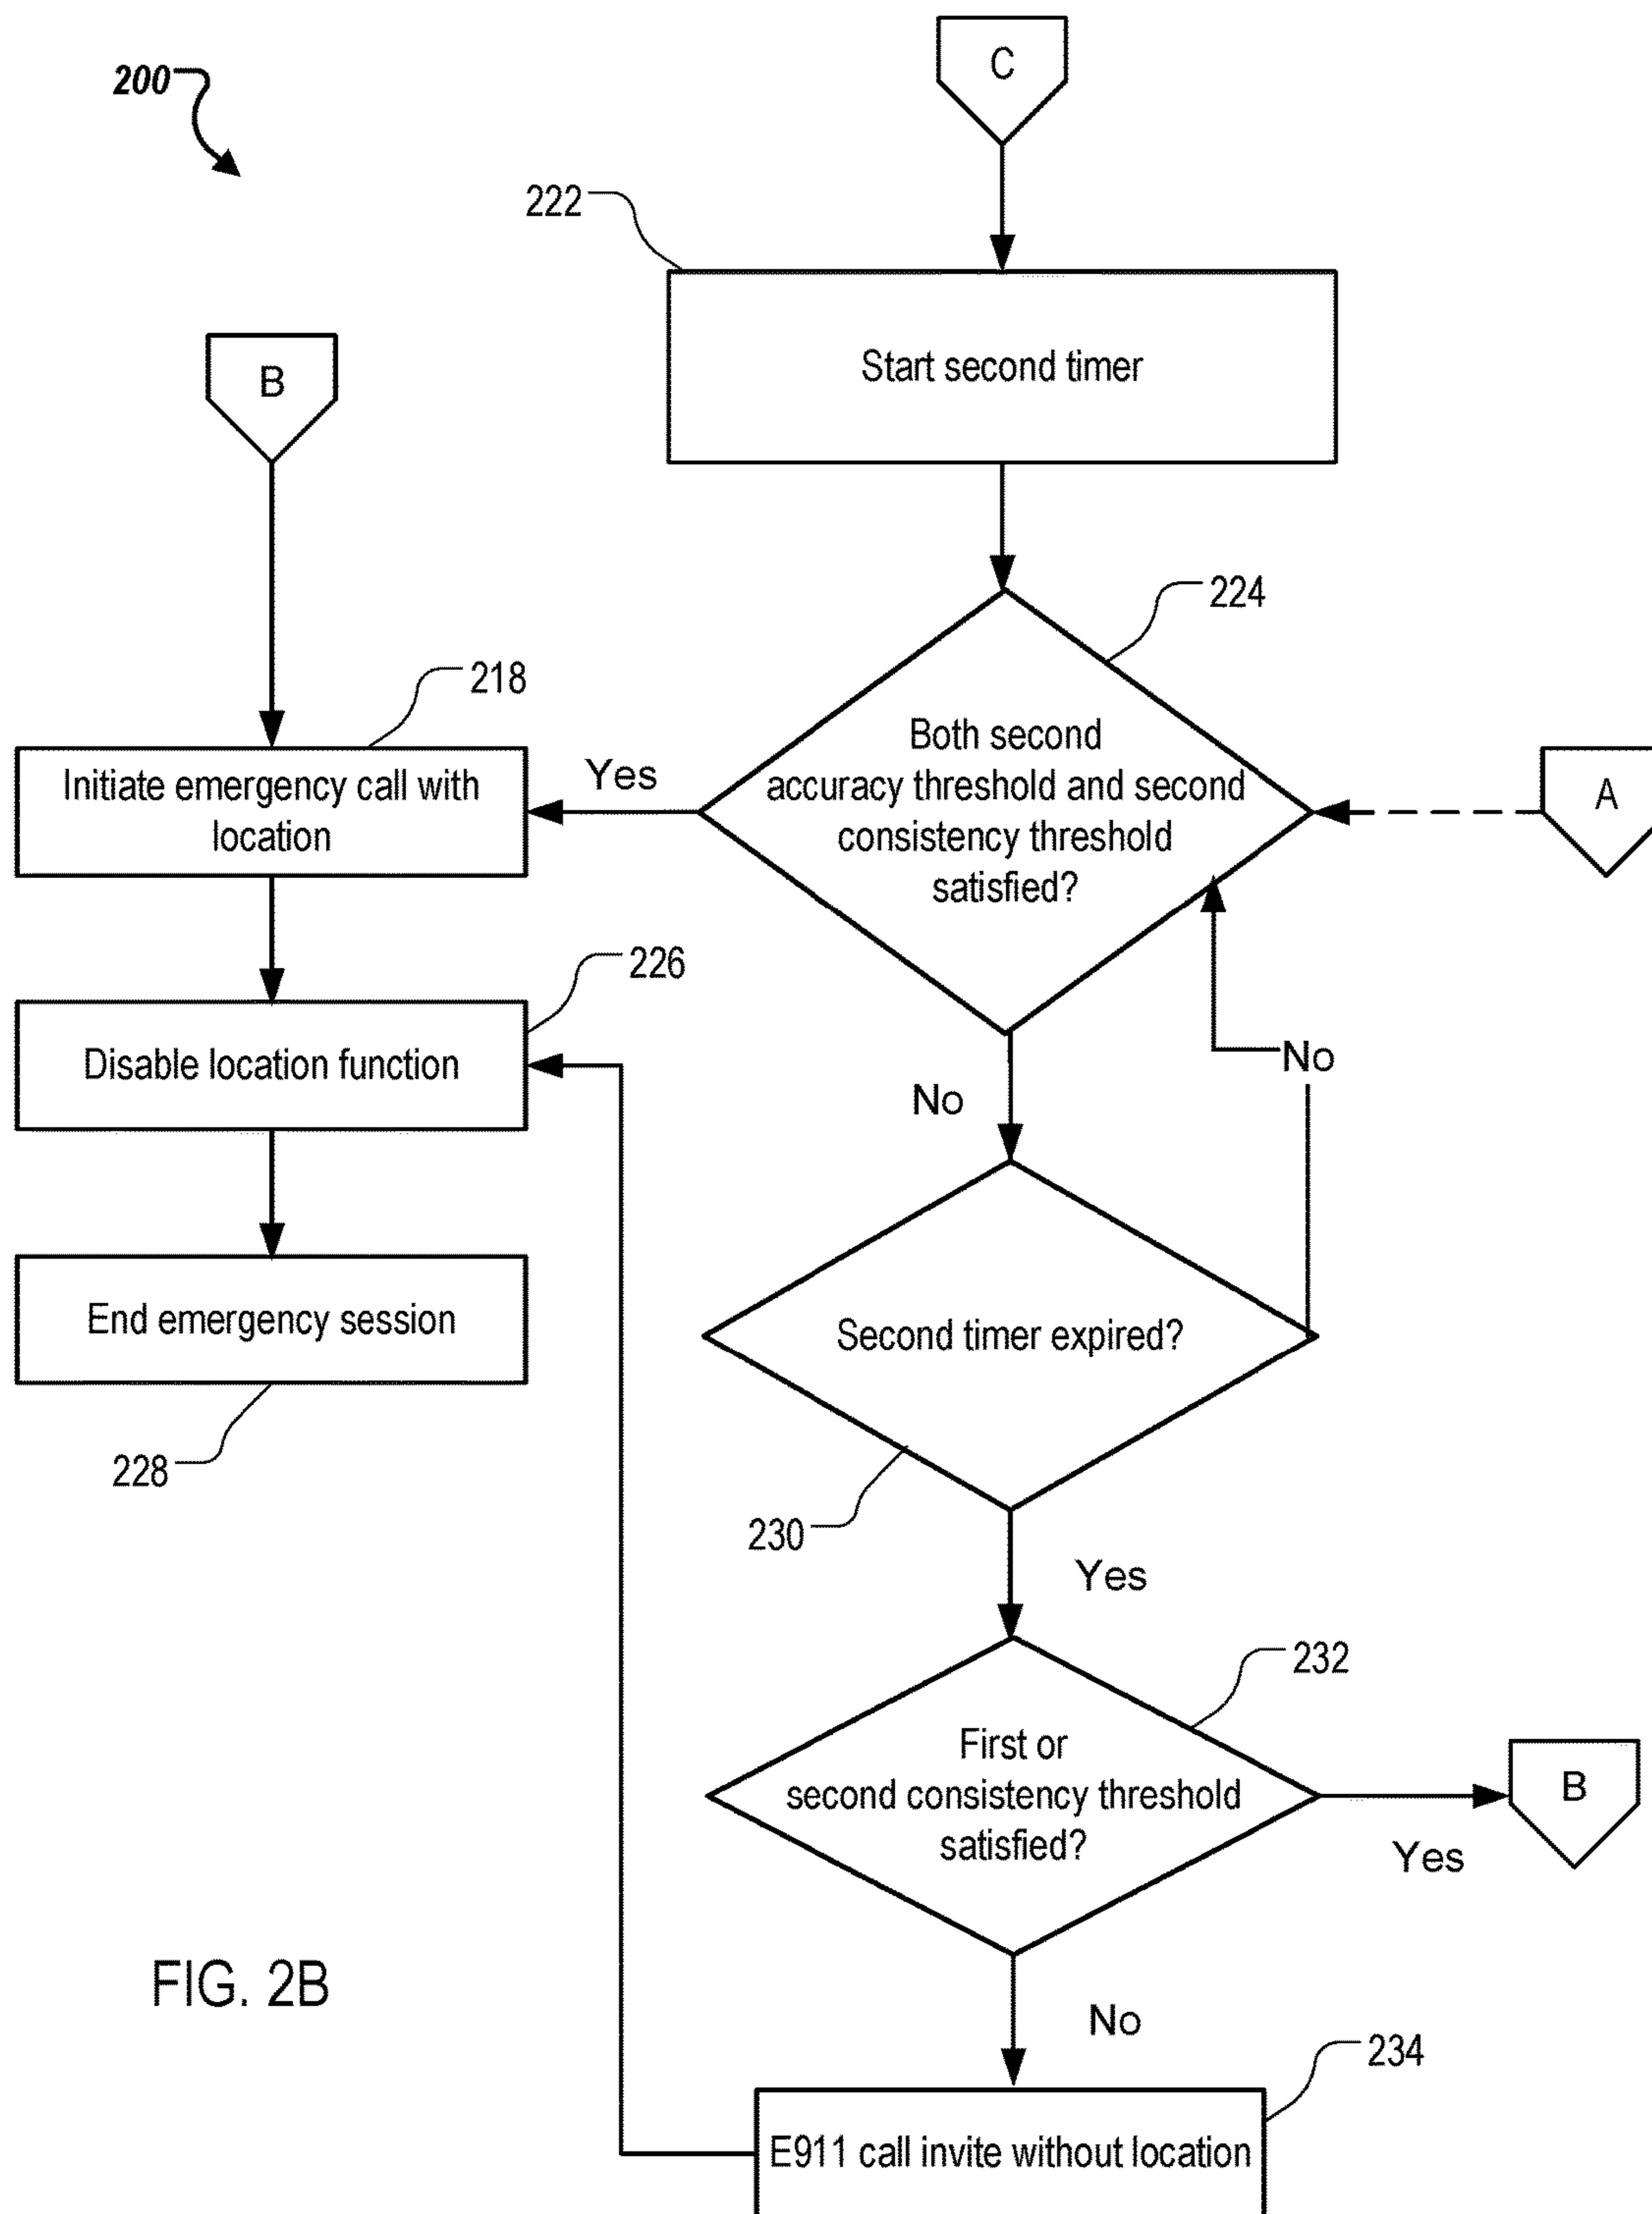 200
C
222
Start second timer
B
224
218
Both second
accuracy threshold and second
consistency threshold
satisfied?
A
Yes
Initiate emergency call with
location
226
No
Disable location function
No
End emergency session
Second timer expired?
228
230
Yes
232
First or
second consistency threshold
satisfied?
B
Yes
FIG. 2B
No
234
E911 call invite without location